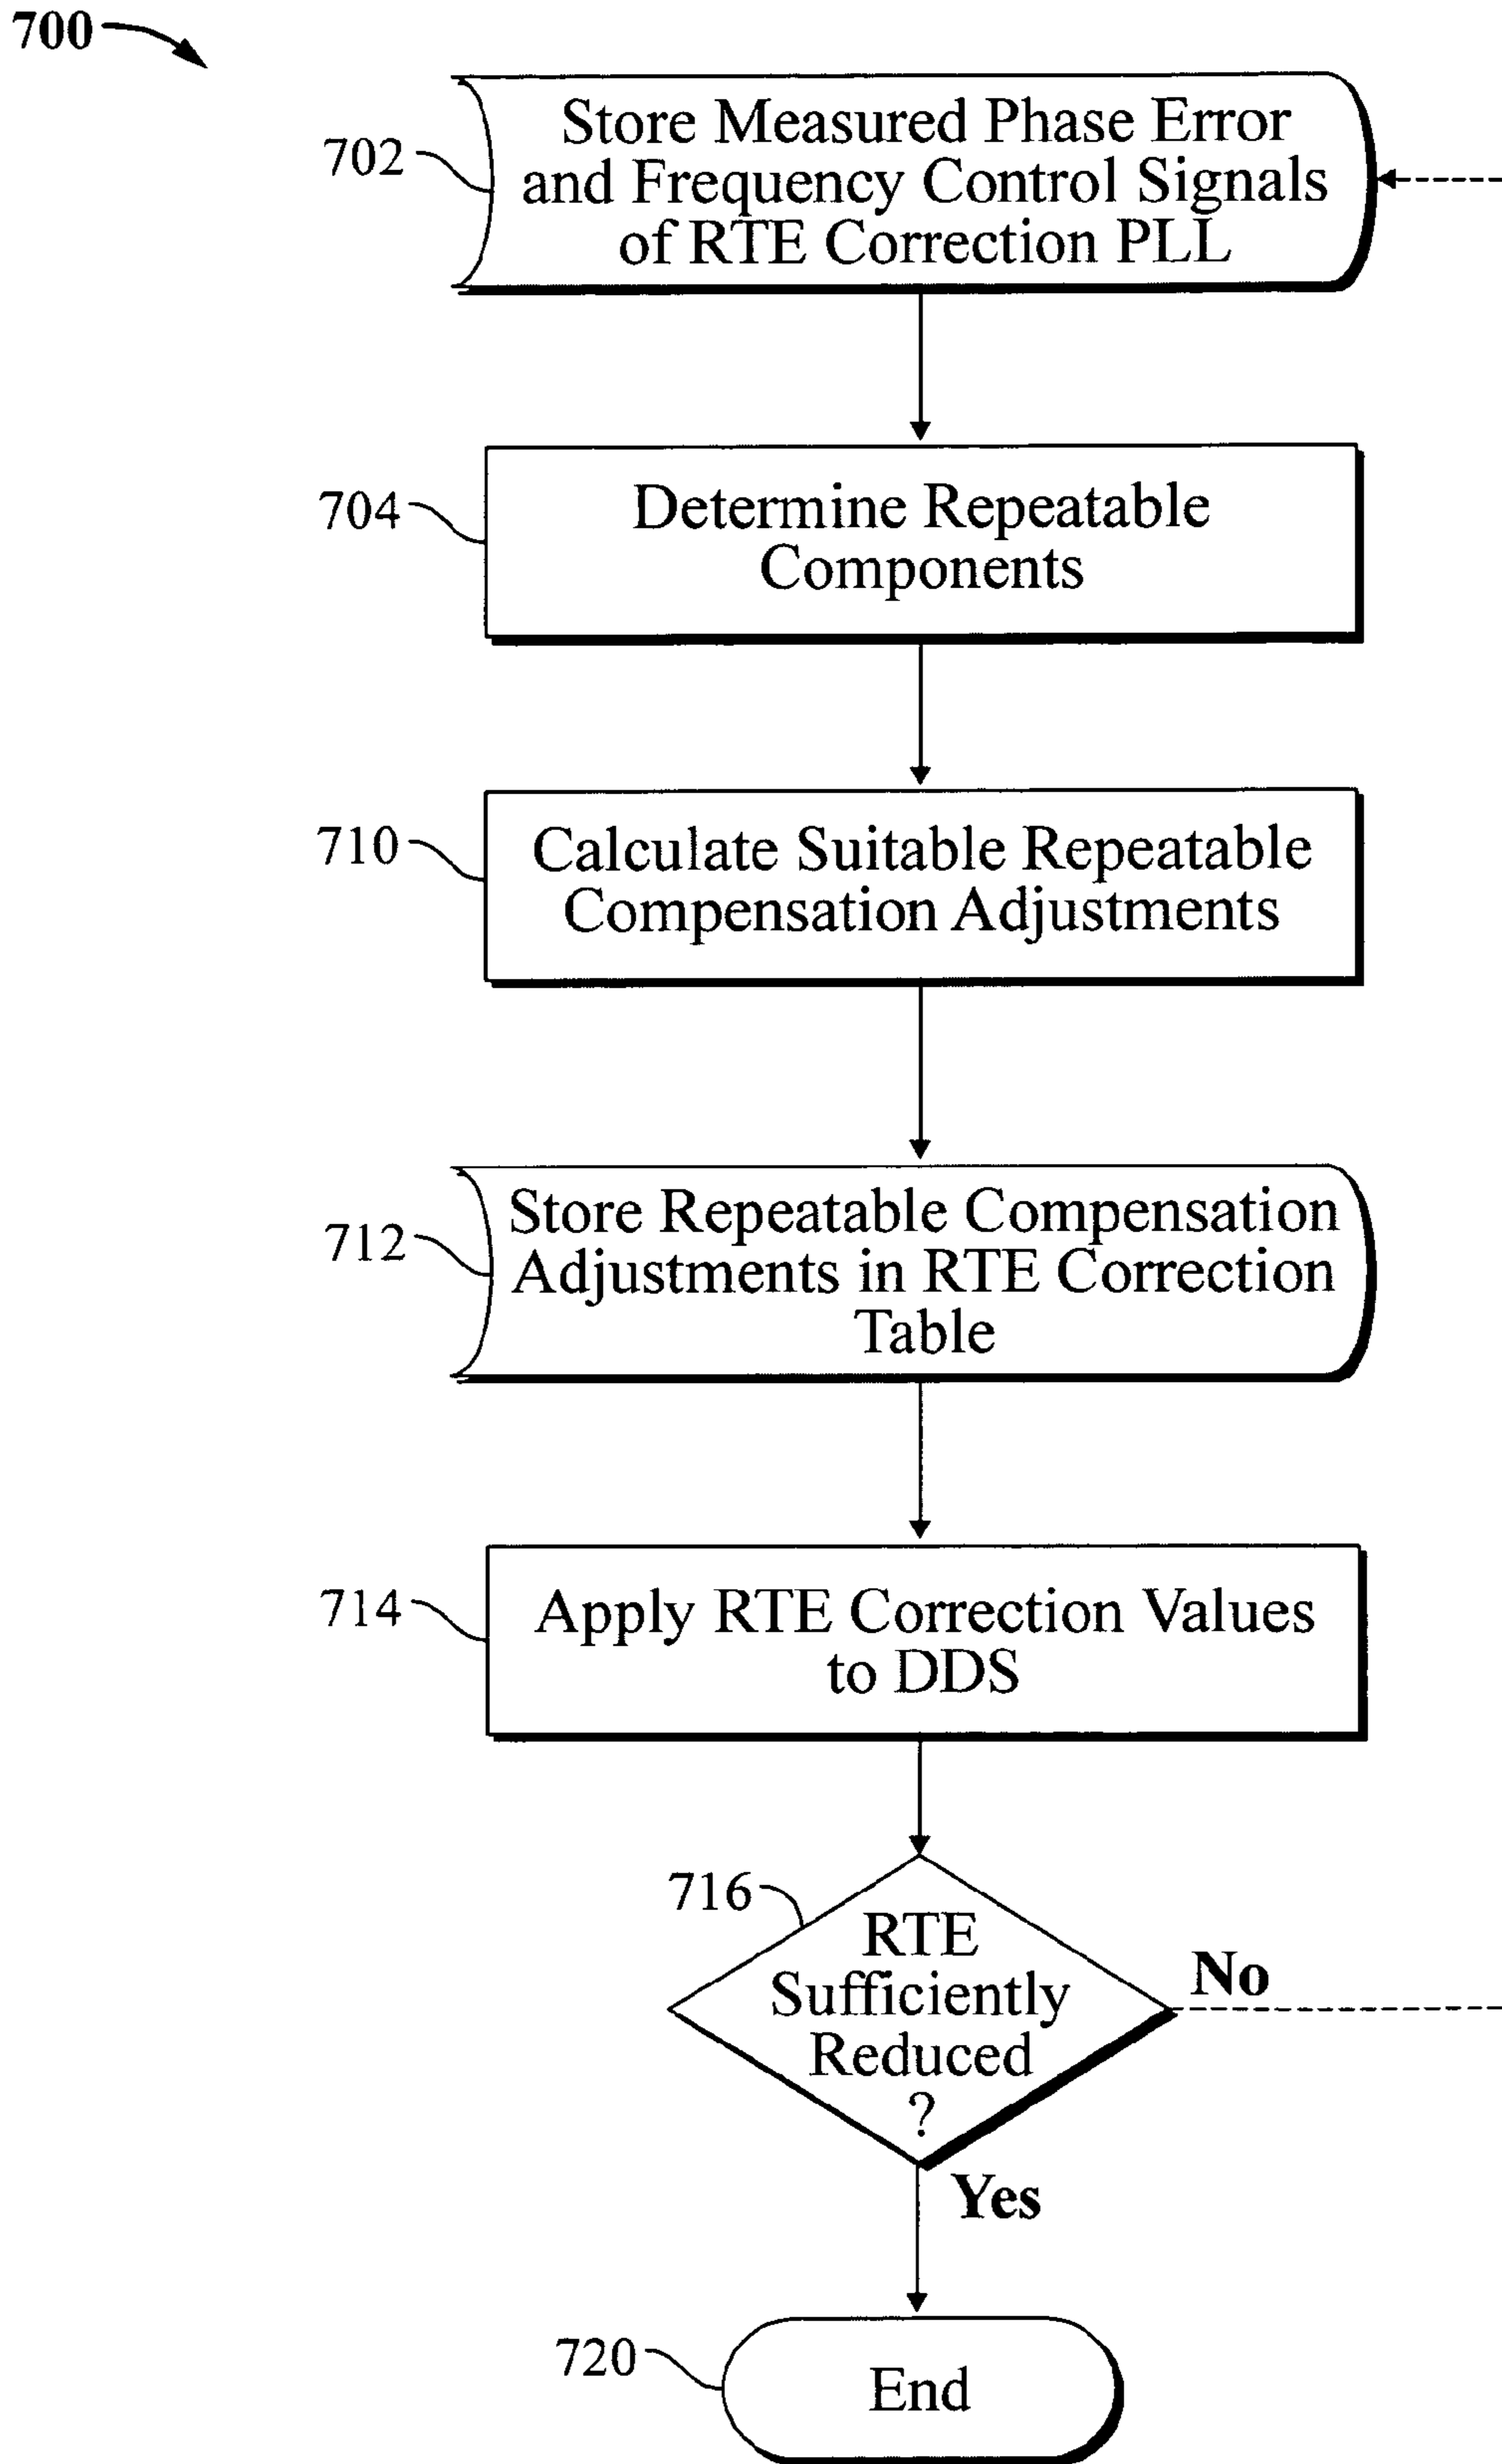 700
702
Store Measured Phase Error
and Frequency Control Signals
of RTE Correction PLL
704
Determine Repeatable
Components
710
Calculate Suitable Repeatable
Compensation Adjustments
712
Store Repeatable Compensation
Adjustments in RTE Correction
Table
714
Apply RTE Correction Values
to DDS
716
RTE
Sufficiently
Reduced
?
No
Yes
720
End